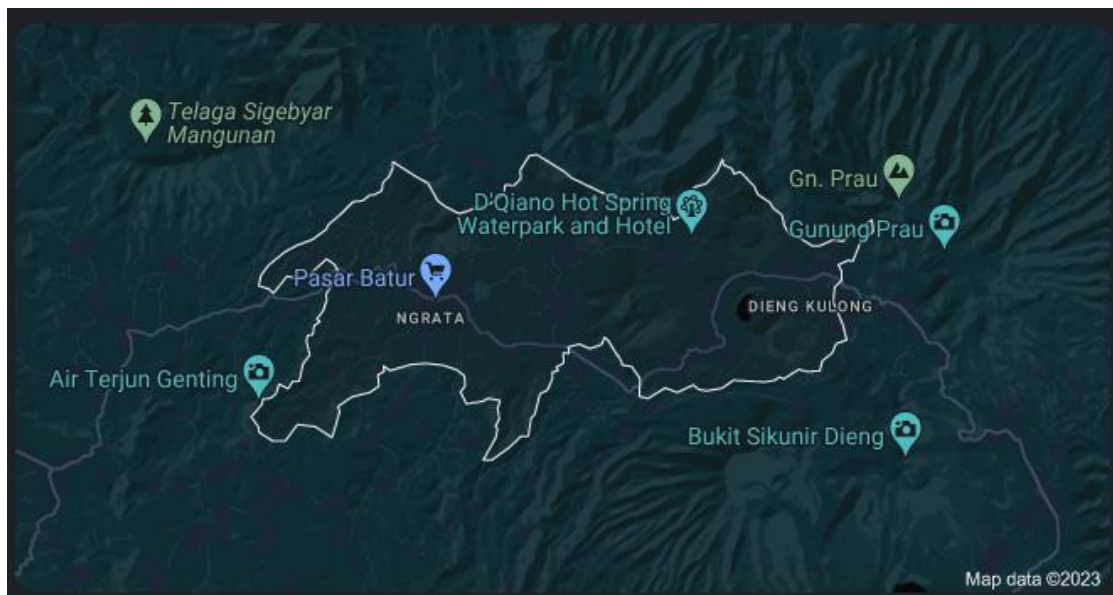 Telaga Sigebyar
Mangunan
Gn. Prau
D'Qiano Hot Spring
Waterpark and Hotel
Gunung Prau
Pasar Batur
NGRATA
DIENG KULONG
Air Terjun Genting
Bukit Sikunir Dieng
Map data ©2023